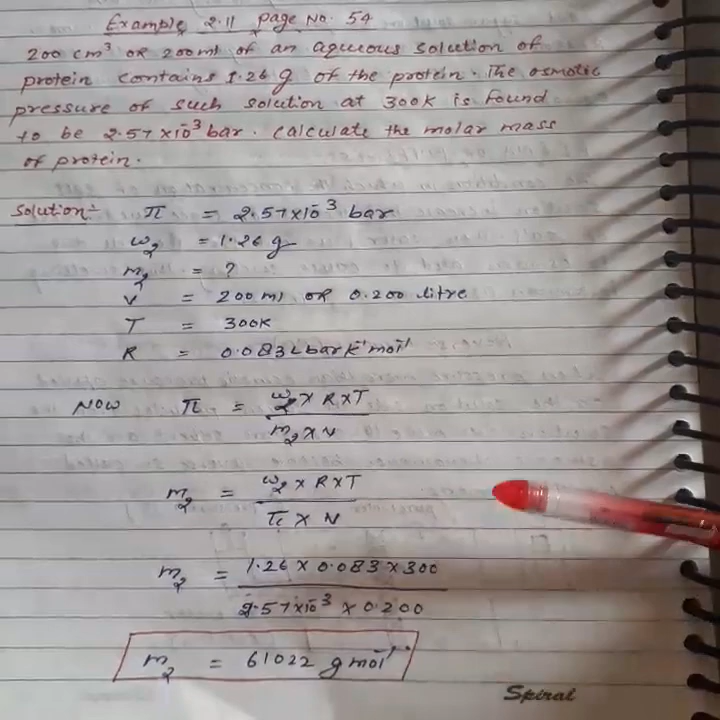 Example 2.11 Page No. 54
200 cm³ OR 200 ml of an aqueous solution of
protein contains 1.26 g of the protein. The osmotic
pressure of such solution at 300K is found
to be 2.57×10⁻³ bar. Calculate the molar mass
of protein.
Solution:- π = 2.57×10⁻³ bar
w₂ = 1.26 g
m₂ = ?
V = 200 ml OR 0.200 litre
T = 300K
R = 0.083 L bar K⁻¹ mol⁻¹
Now π = w₂ × R × T
m₂ × V
m₂ = w₂ × R × T
π × V
m₂ = 1.26 × 0.083 × 300
2.57×10⁻³ × 0.200
m₂ = 61022 g mol⁻¹
Spiral